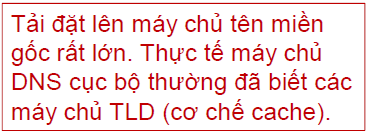 Tải đặt lên máy chủ tên miền
gốc rất lớn. Thực tế máy chủ
DNS cục bộ thường đã biết các
máy chủ TLD (cơ chế cache).